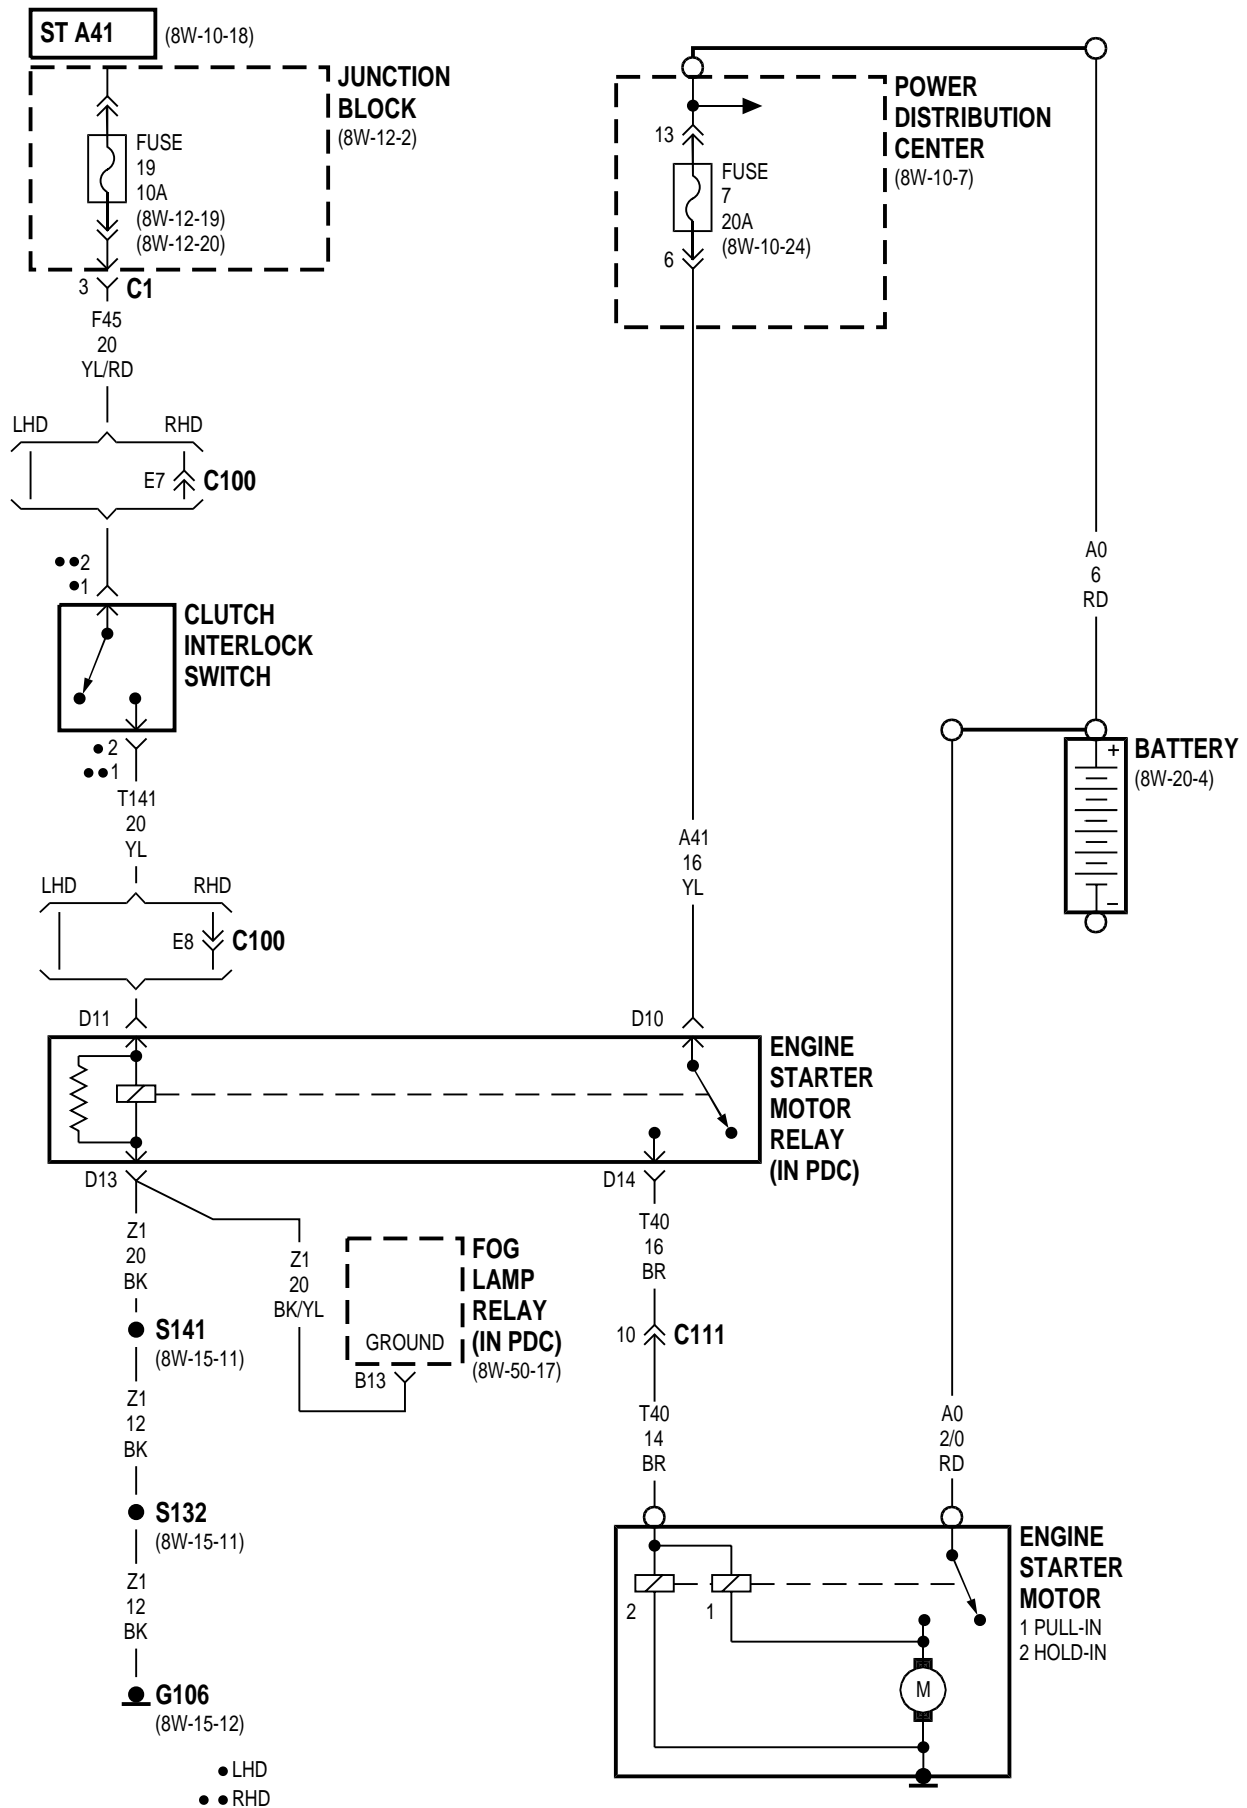 ST A41
(8W-10-18)
JUNCTION
BLOCK
(8W-12-2)
FUSE
19
10A
(8W-12-19)
(8W-12-20)
3
C1
F45
20
YL/RD
LHD
RHD
E7
C100
2
1
CLUTCH
INTERLOCK
SWITCH
2
1
T141
20
YL
LHD
RHD
E8
C100
D11
POWER
DISTRIBUTION
CENTER
(8W-10-7)
13
FUSE
7
20A
(8W-10-24)
6
A41
16
YL
D10
A0
6
RD
+
BATTERY
(8W-20-4)
–
ENGINE
STARTER
MOTOR
RELAY
(IN PDC)
D13
Z1
20
BK
S141
(8W-15-11)
Z1
12
BK
S132
(8W-15-11)
Z1
12
BK
G106
(8W-15-12)
Z1
20
BK/YL
FOG
LAMP
RELAY
(IN PDC)
(8W-50-17)
GROUND
B13
D14
T40
16
BR
10
C111
T40
14
BR
A0
2/0
RD
ENGINE
STARTER
MOTOR
1 PULL-IN
2 HOLD-IN
2
1
M
LHD
RHD